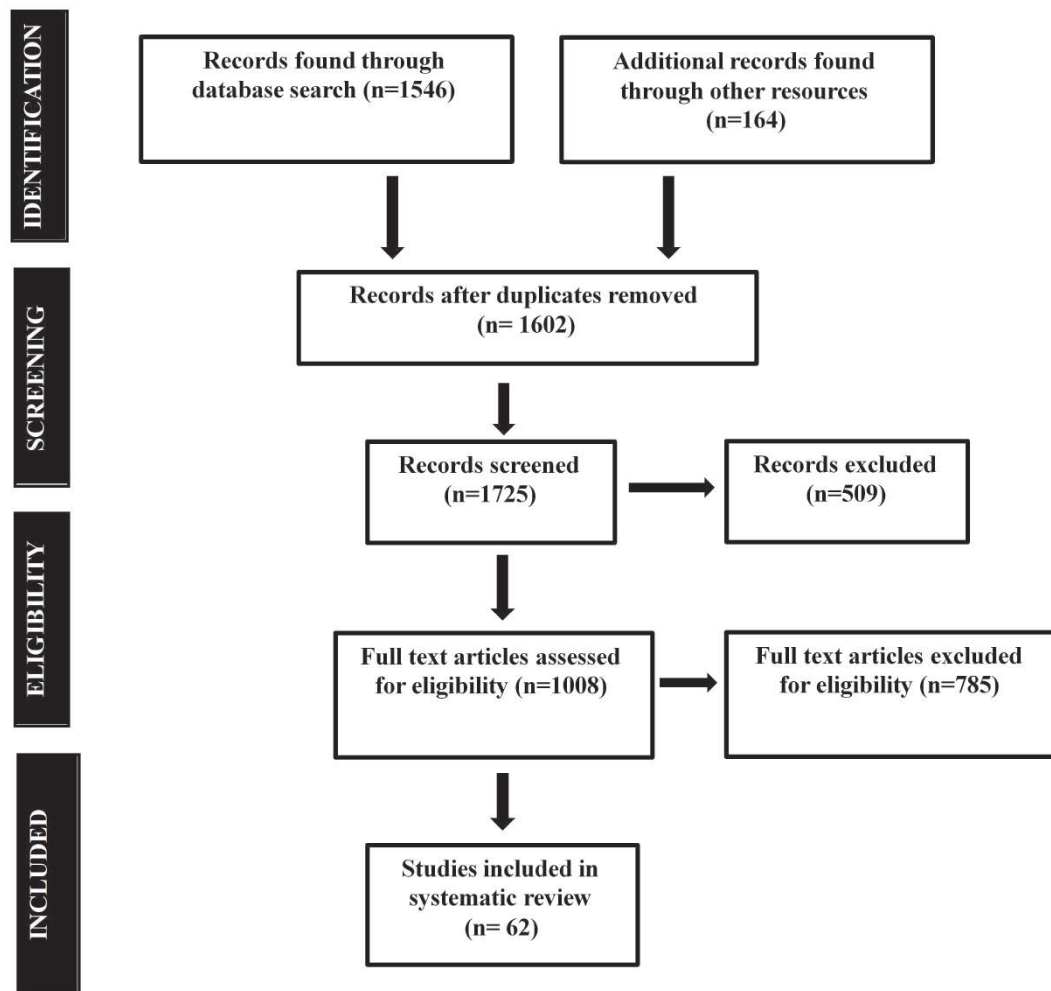 IDENTIFICATION
Records found through
database search (n=1546)
Additional records found
through other resources
(n=164)
SCREENING
Records after duplicates removed
(n= 1602)
Records screened
(n=1725)
Records excluded
(n=509)
ELIGIBILITY
Full text articles assessed
for eligibility (n=1008)
Full text articles excluded
for eligibility (n=785)
INCLUDED
Studies included in
systematic review
(n= 62)